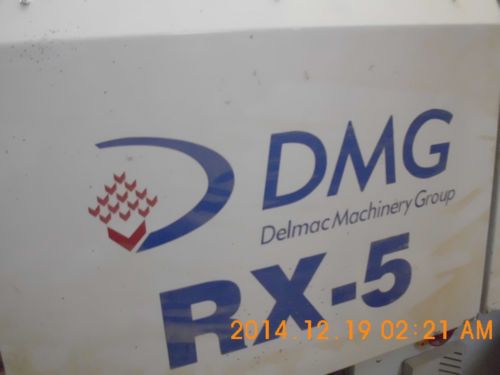 DMG
Delmac Machinery Group
RX-5
2014.12.19 02:21 AM